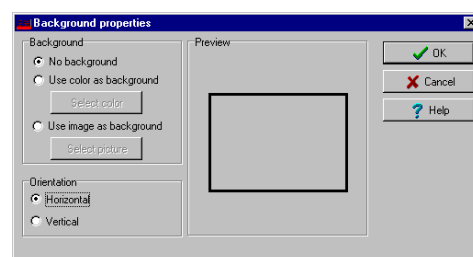 Background properties
Background
No background
Use color as background
Select color
Use image as background
Select picture
Orientation
Horizontal
Vertical
Preview
OK
Cancel
Help